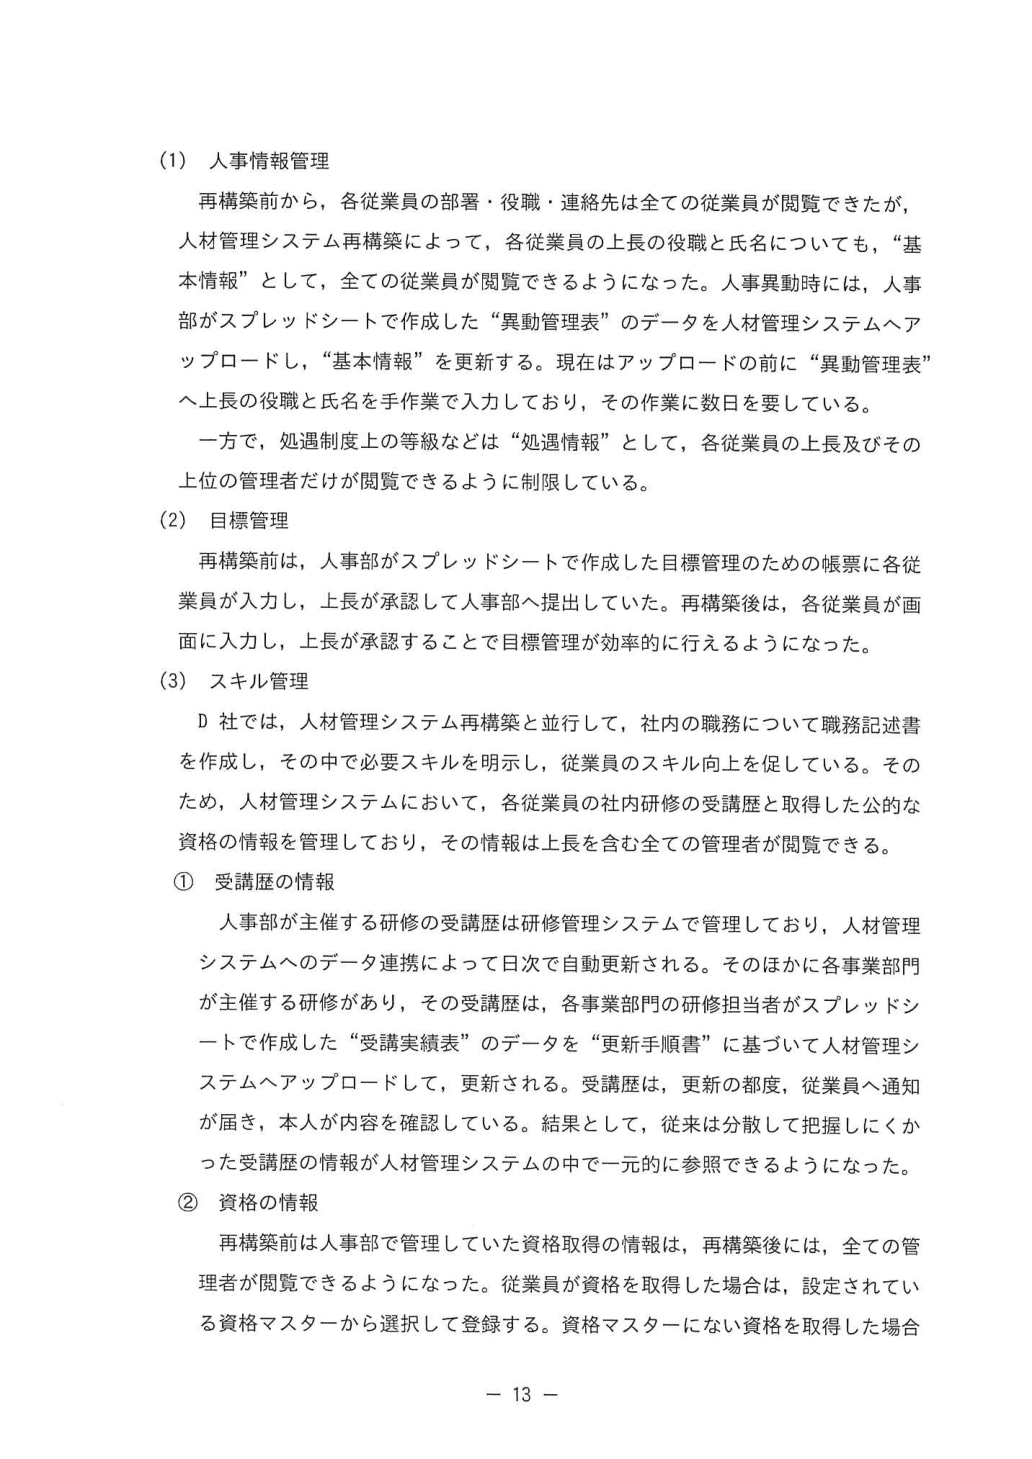 (1) 人事情報管理
再構築前から，各従業員の部署・役職・連絡先は全ての従業員が閲覧できたが，
人材管理システム再構築によって，各従業員の上長の役職と氏名についても，“基
本情報”として，全ての従業員が閲覧できるようになった。人事異動時には，人事
部がスプレッドシートで作成した“異動管理表”のデータを人材管理システムへア
ップロードし，“基本情報”を更新する。現在はアップロードの前に“異動管理表”
へ上長の役職と氏名を手作業で入力しており，その作業に数日を要している。
一方で，処遇制度上の等級などは“処遇情報”として，各従業員の上長及びその
上位の管理者だけが閲覧できるように制限している。
(2) 目標管理
再構築前は，人事部がスプレッドシートで作成した目標管理のための帳票に各従
業員が入力し，上長が承認して人事部へ提出していた。再構築後は，各従業員が画
面に入力し，上長が承認することで目標管理が効率的に行えるようになった。
(3) スキル管理
D 社では，人材管理システム再構築と並行して，社内の職務について職務記述書
を作成し，その中で必要スキルを明示し，従業員のスキル向上を促している。その
ため，人材管理システムにおいて，各従業員の社内研修の受講歴と取得した公的な
資格の情報を管理しており，その情報は上長を含む全ての管理者が閲覧できる。
① 受講歴の情報
人事部が主催する研修の受講歴は研修管理システムで管理しており，人材管理
システムへのデータ連携によって日次で自動更新される。そのほかに各事業部門
が主催する研修があり，その受講歴は，各事業部門の研修担当者がスプレッドシ
ートで作成した“受講実績表”のデータを“更新手順書”に基づいて人材管理シ
ステムへアップロードして，更新される。受講歴は，更新の都度，従業員へ通知
が届き，本人が内容を確認している。結果として，従来は分散して把握しにくか
った受講歴の情報が人材管理システムの中で一元的に参照できるようになった。
② 資格の情報
再構築前は人事部で管理していた資格取得の情報は，再構築後には，全ての管
理者が閲覧できるようになった。従業員が資格を取得した場合は，設定されてい
る資格マスターから選択して登録する。資格マスターにない資格を取得した場合
－ 13 －